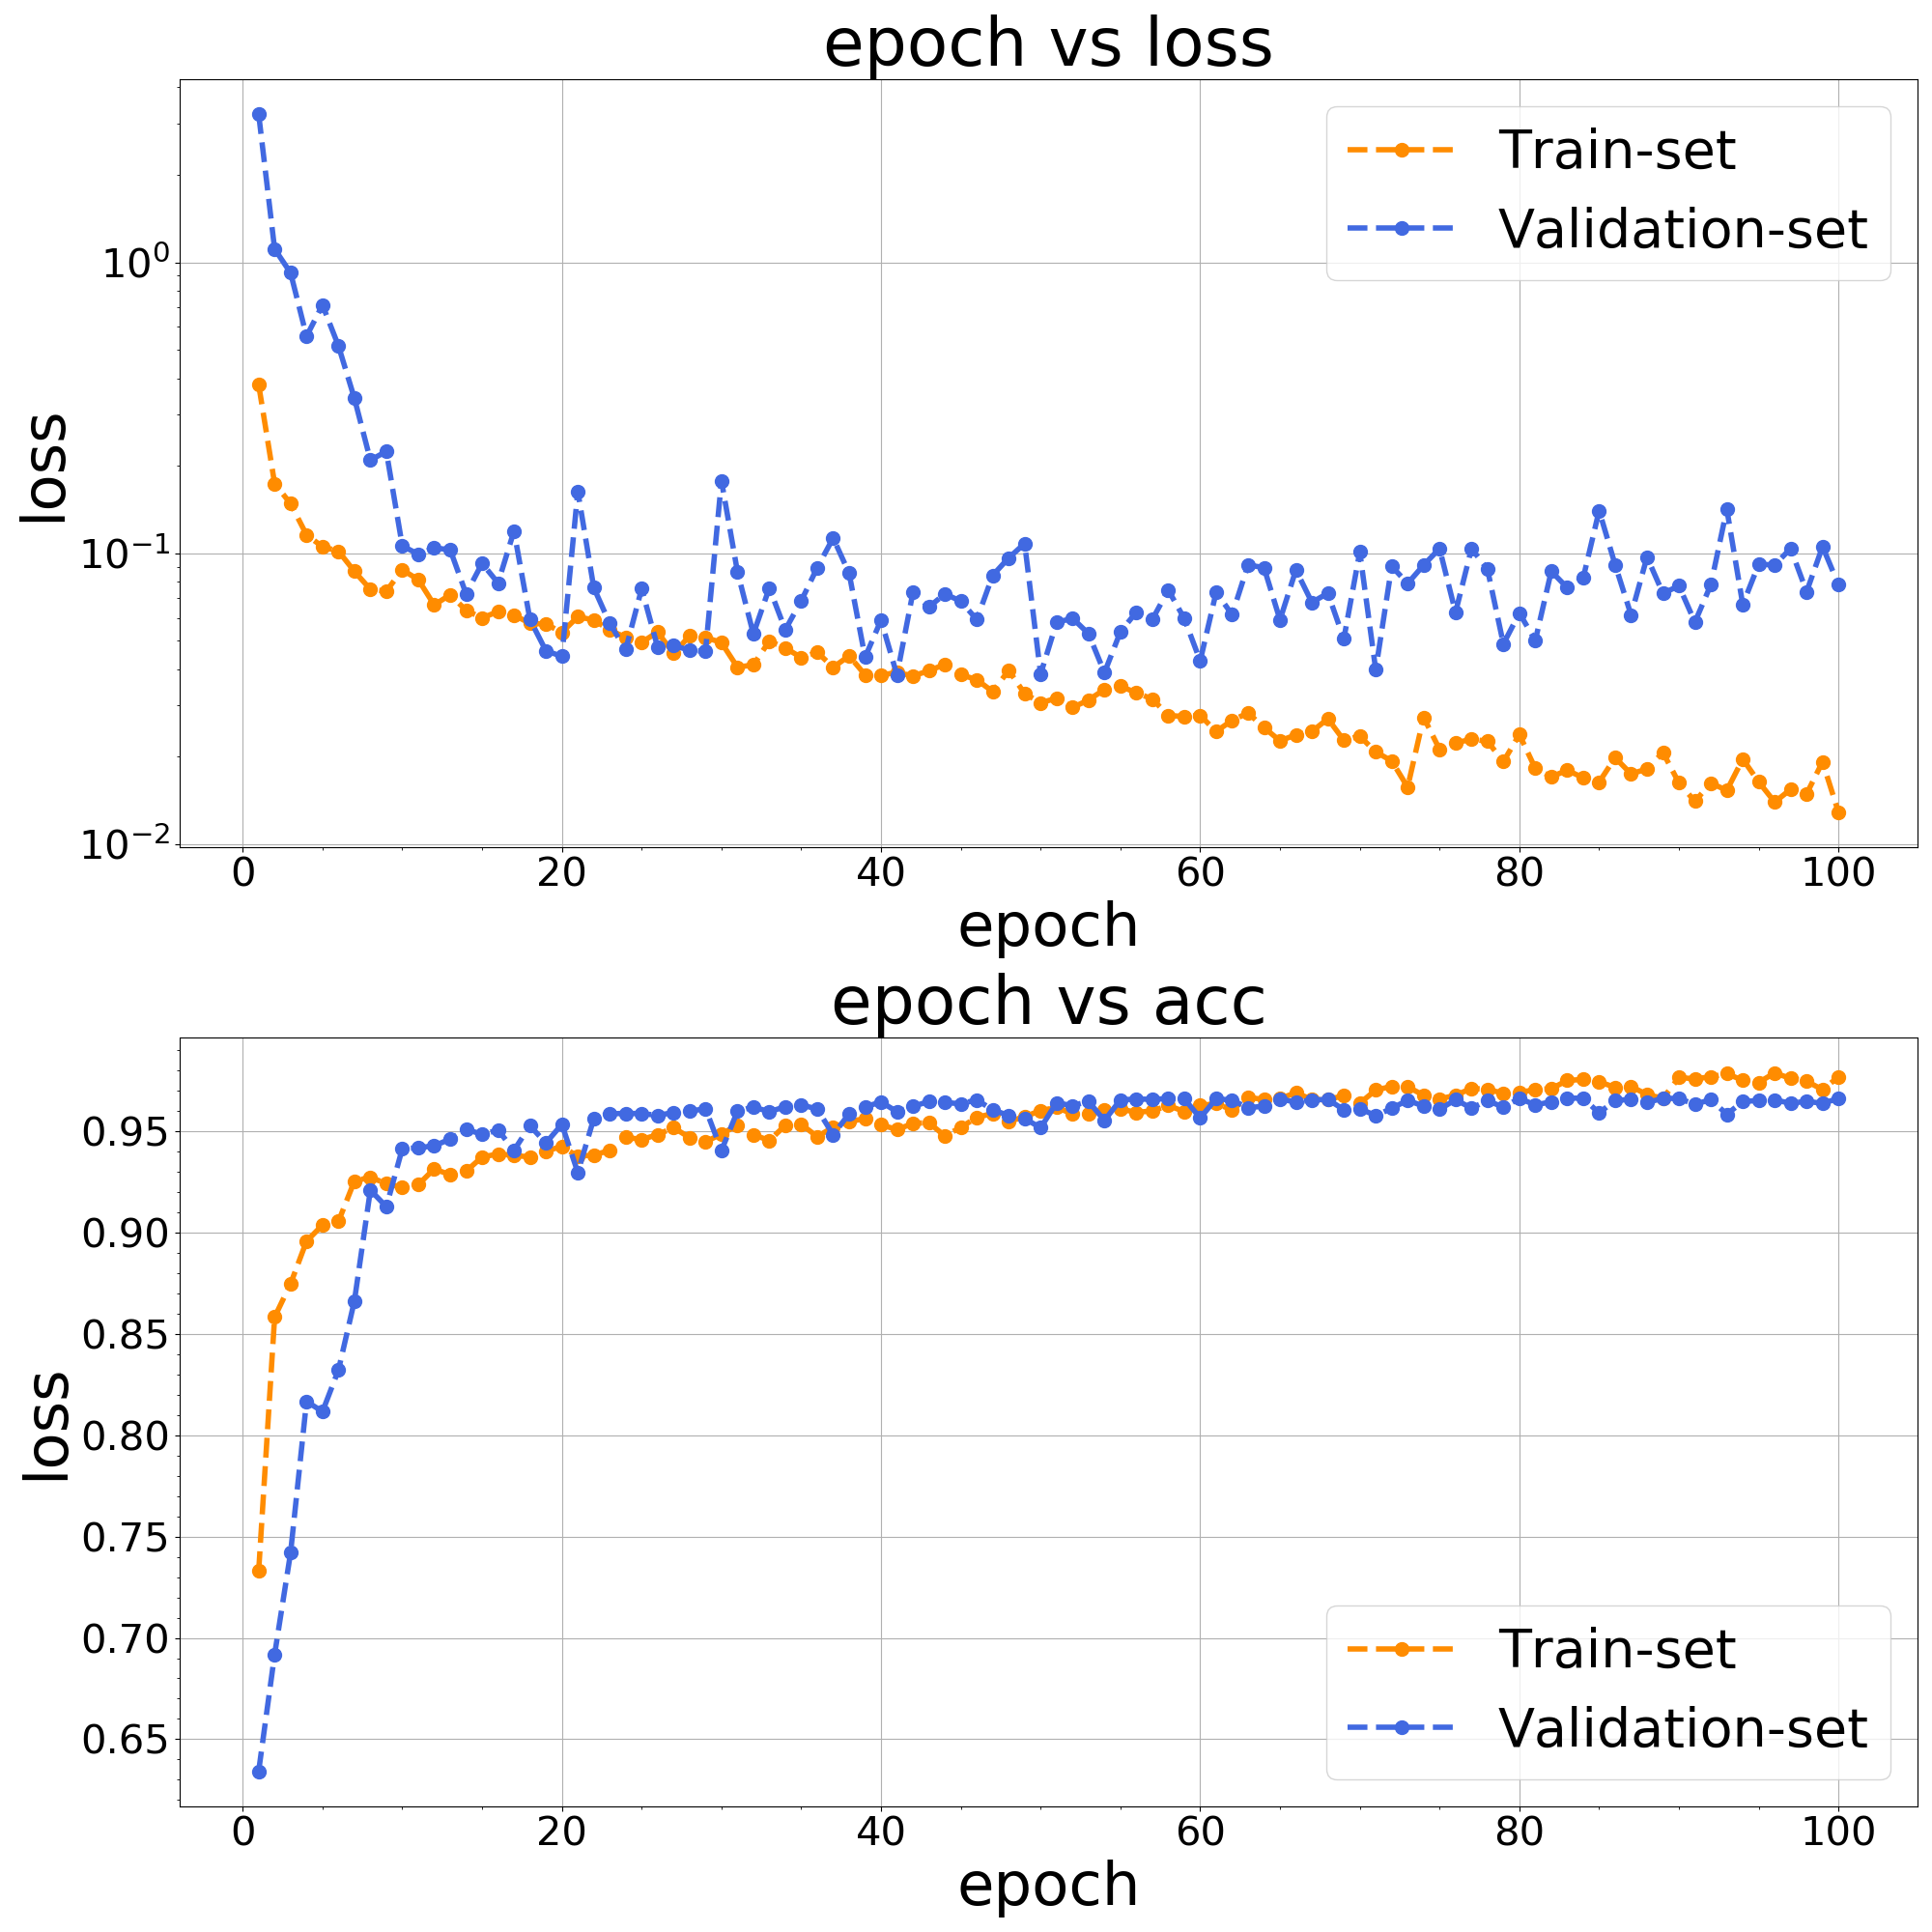 epoch vs loss
Train-set
Validation-set
10⁰
10⁻¹
10⁻²
loss
0 20 40 60 80 100
epoch
epoch vs acc
0.95
0.90
0.85
0.80
0.75
0.70
0.65
loss
Train-set
Validation-set
0 20 40 60 80 100
epoch